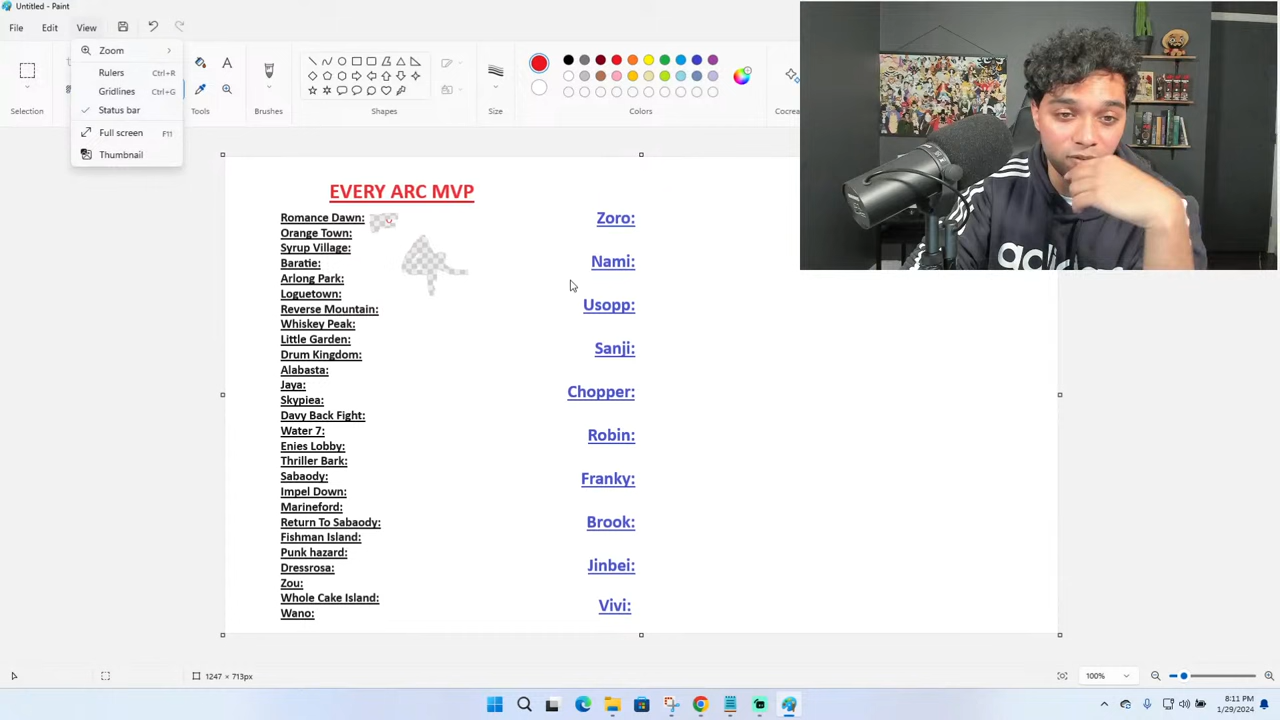 Untitled - Paint
File Edit View
Zoom
Rulers Ctrl+R
Gridlines Ctrl+G
Status bar
Full screen F11
Thumbnail
Selection
Tools
Brushes
Shapes
Size
Colors
EVERY ARC MVP
Romance Dawn:
Orange Town:
Syrup Village:
Baratie:
Arlong Park:
Loguetown:
Reverse Mountain:
Whiskey Peak:
Little Garden:
Drum Kingdom:
Alabasta:
Jaya:
Skypiea:
Davy Back Fight:
Water 7:
Enies Lobby:
Thriller Bark:
Sabaody:
Impel Down:
Marineford:
Return To Sabaody:
Fishman Island:
Punk hazard:
Dressrosa:
Zou:
Whole Cake Island:
Wano:
Zoro:
Nami:
Usopp:
Sanji:
Chopper:
Robin:
Franky:
Brook:
Jinbei:
Vivi:
1247 × 713px
100%
8:11 PM
1/29/2024